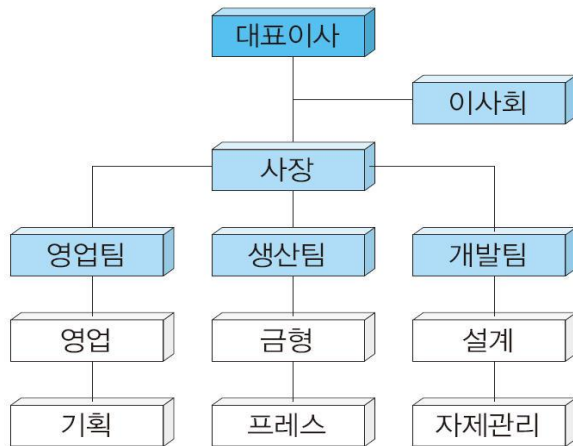 대표이사
이사회
사장
영업팀 생산팀 개발팀
영업 금형 설계
기획 프레스 자제관리